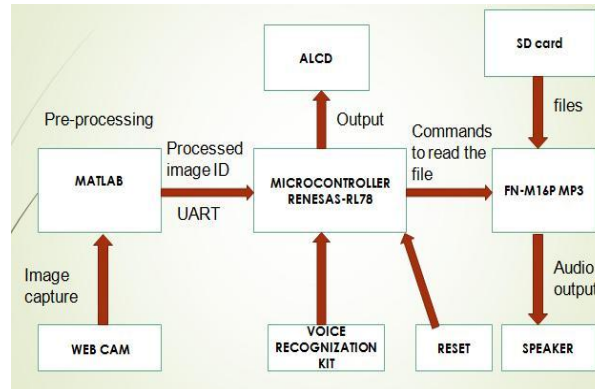 SD card
ALCD
files
Pre-processing
Output
Commands
to read the
file
Processed
image ID
MATLAB
MICROCONTROLLER
RENESAS-RL78
FN-M16P MP3
UART
Image
capture
Audio
output
WEB CAM
VOICE
RECOGNIZATION
KIT
RESET
SPEAKER